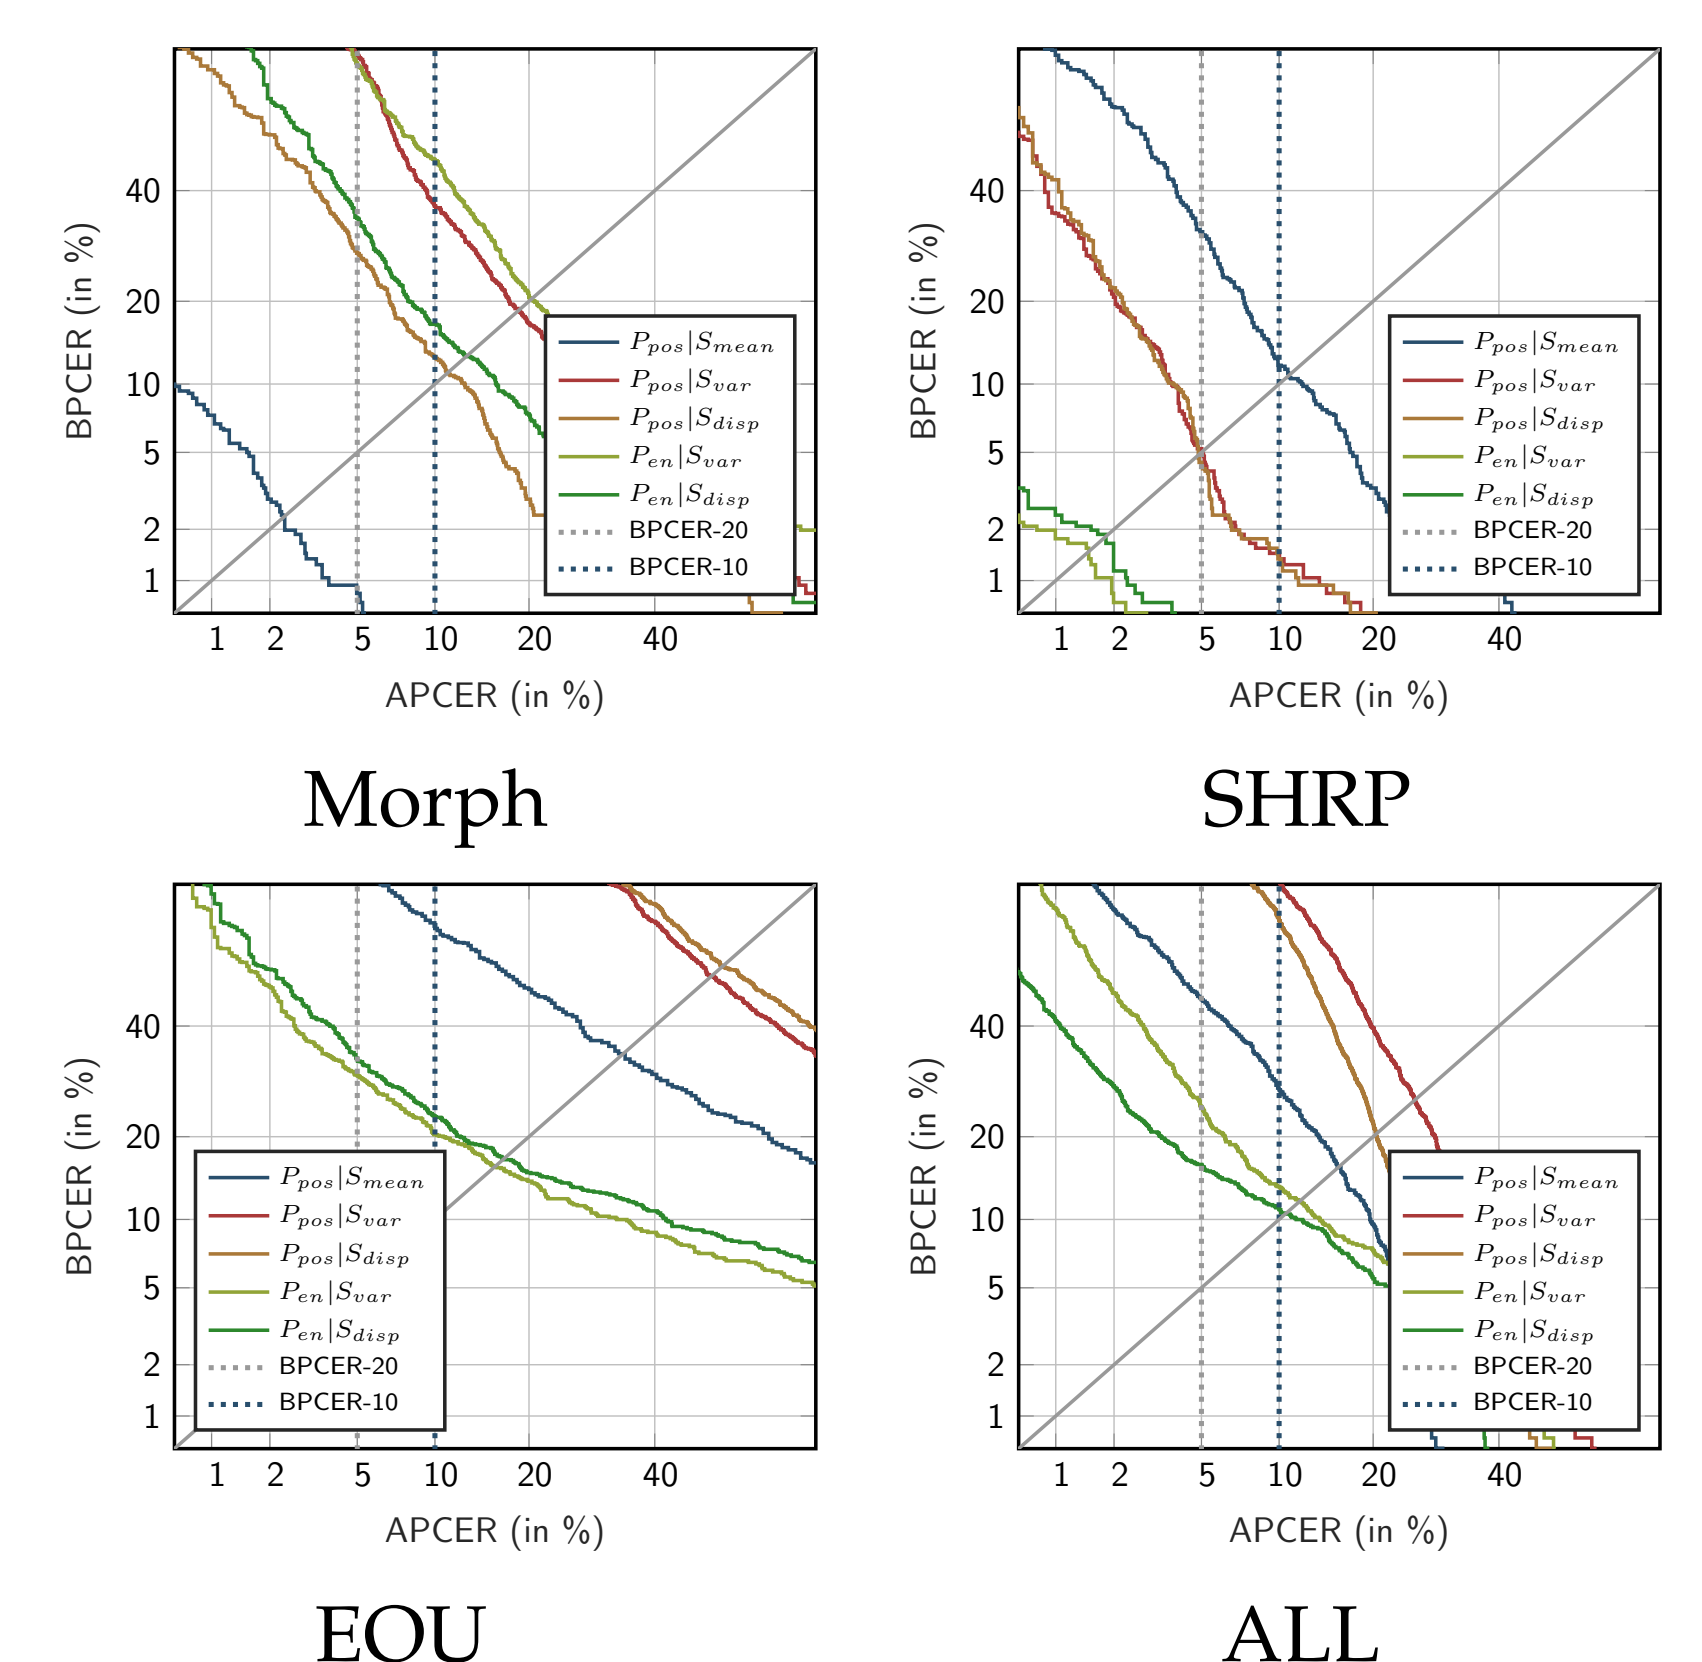 BPCER (in %)
40
20
10
5
2
1
P_pos|S_mean
P_pos|S_var
P_pos|S_disp
P_en|S_var
P_en|S_disp
BPCER-20
BPCER-10
1 2 5 10 20 40
APCER (in %)
Morph
BPCER (in %)
40
20
10
5
2
1
P_pos|S_mean
P_pos|S_var
P_pos|S_disp
P_en|S_var
P_en|S_disp
BPCER-20
BPCER-10
1 2 5 10 20 40
APCER (in %)
SHRP
BPCER (in %)
40
20
10
5
2
1
P_pos|S_mean
P_pos|S_var
P_pos|S_disp
P_en|S_var
P_en|S_disp
BPCER-20
BPCER-10
1 2 5 10 20 40
APCER (in %)
EOU
BPCER (in %)
40
20
10
5
2
1
P_pos|S_mean
P_pos|S_var
P_pos|S_disp
P_en|S_var
P_en|S_disp
BPCER-20
BPCER-10
1 2 5 10 20 40
APCER (in %)
ALL